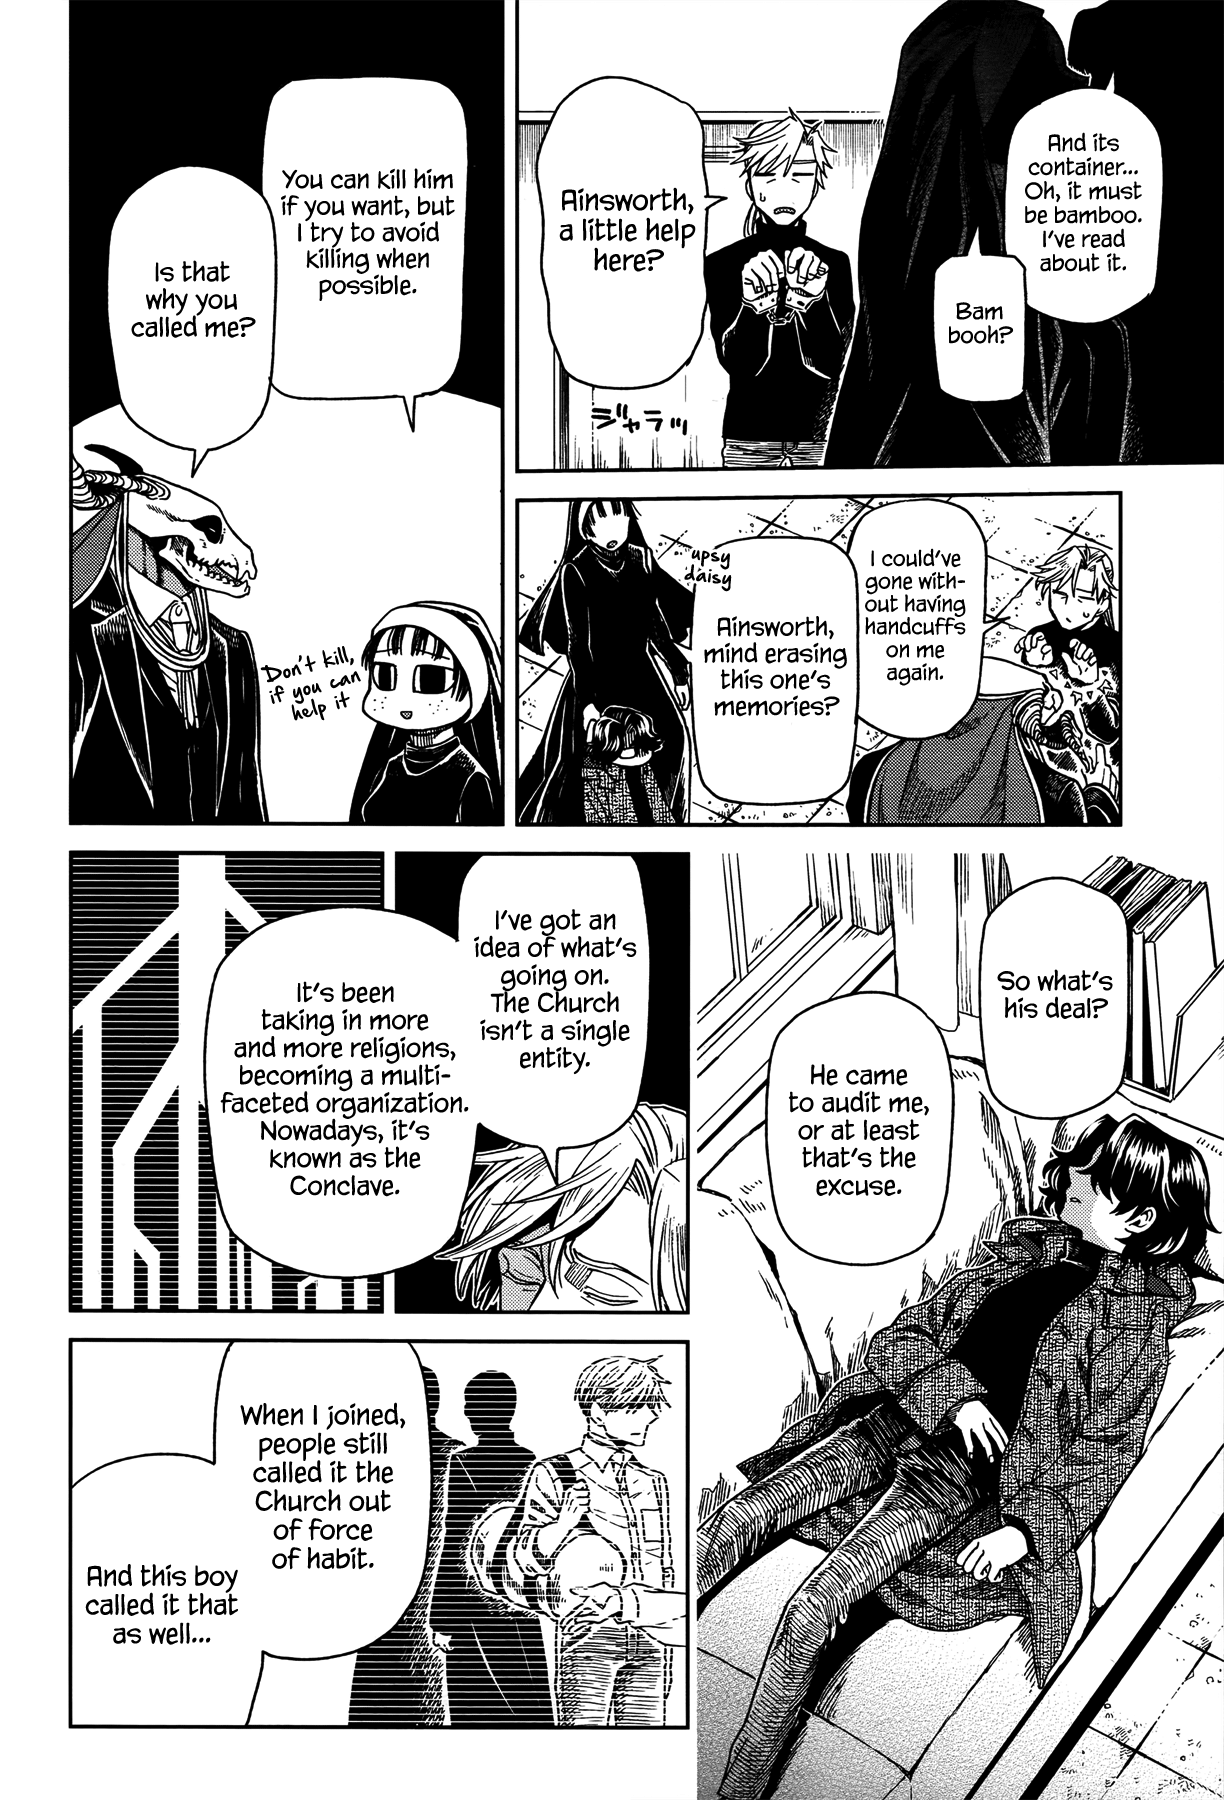 And its
container...
Oh, it must
be bamboo.
I've read
about it.
Bam
booh?
Ainsworth,
a little help
here?
ジャラッ
You can kill him
if you want, but
I try to avoid
killing when
possible.
Is that
why you
called me?
Don't kill,
if you can
help it
I could've
gone with-
out having
handcuffs
on me
again.
Ainsworth,
mind erasing
this one's
memories?
upsy
daisy
So what's
his deal?
He came
to audit me,
or at least
that's the
excuse.
I've got an
idea of what's
going on.
The Church
isn't a single
entity.
It's been
taking in more
and more religions,
becoming a multi-
faceted organization.
Nowadays, it's
known as the
Conclave.
When I joined,
people still
called it the
Church out
of force
of habit.
And this boy
called it that
as well...